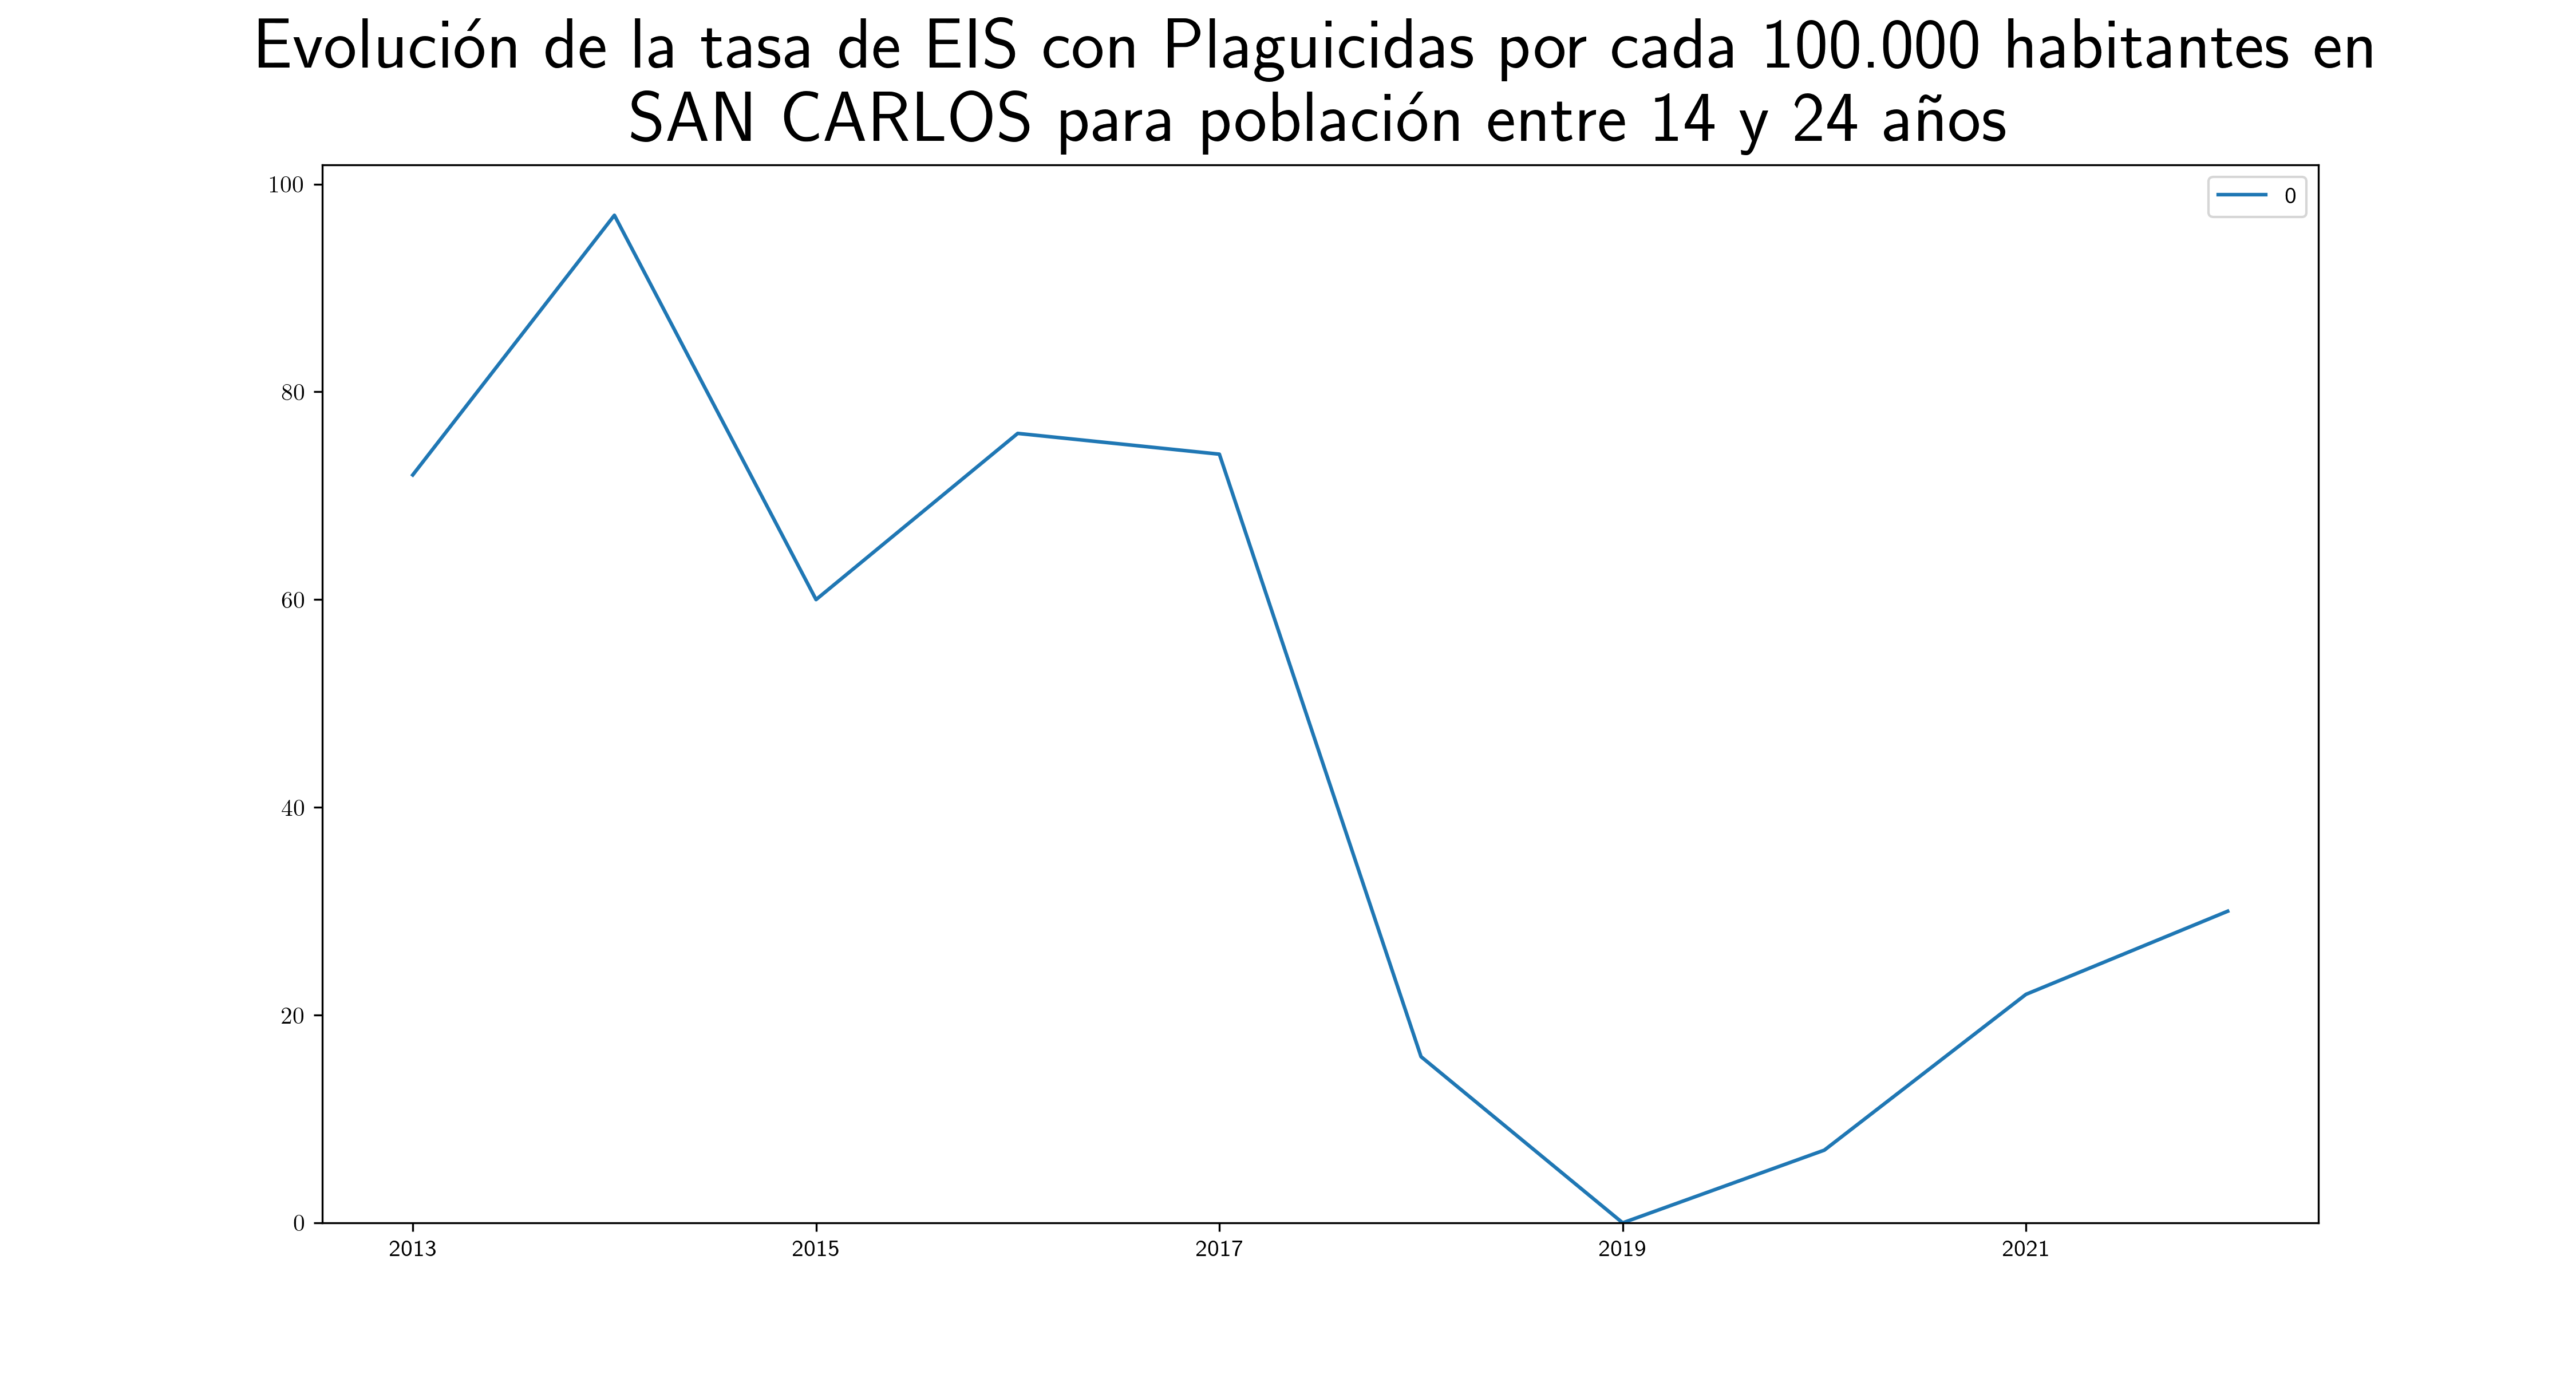 Evolución de la tasa de EIS con Plaguicidas por cada 100.000 habitantes en
SAN CARLOS para población entre 14 y 24 años
0
100
80
60
40
20
0
2013 2015 2017 2019 2021